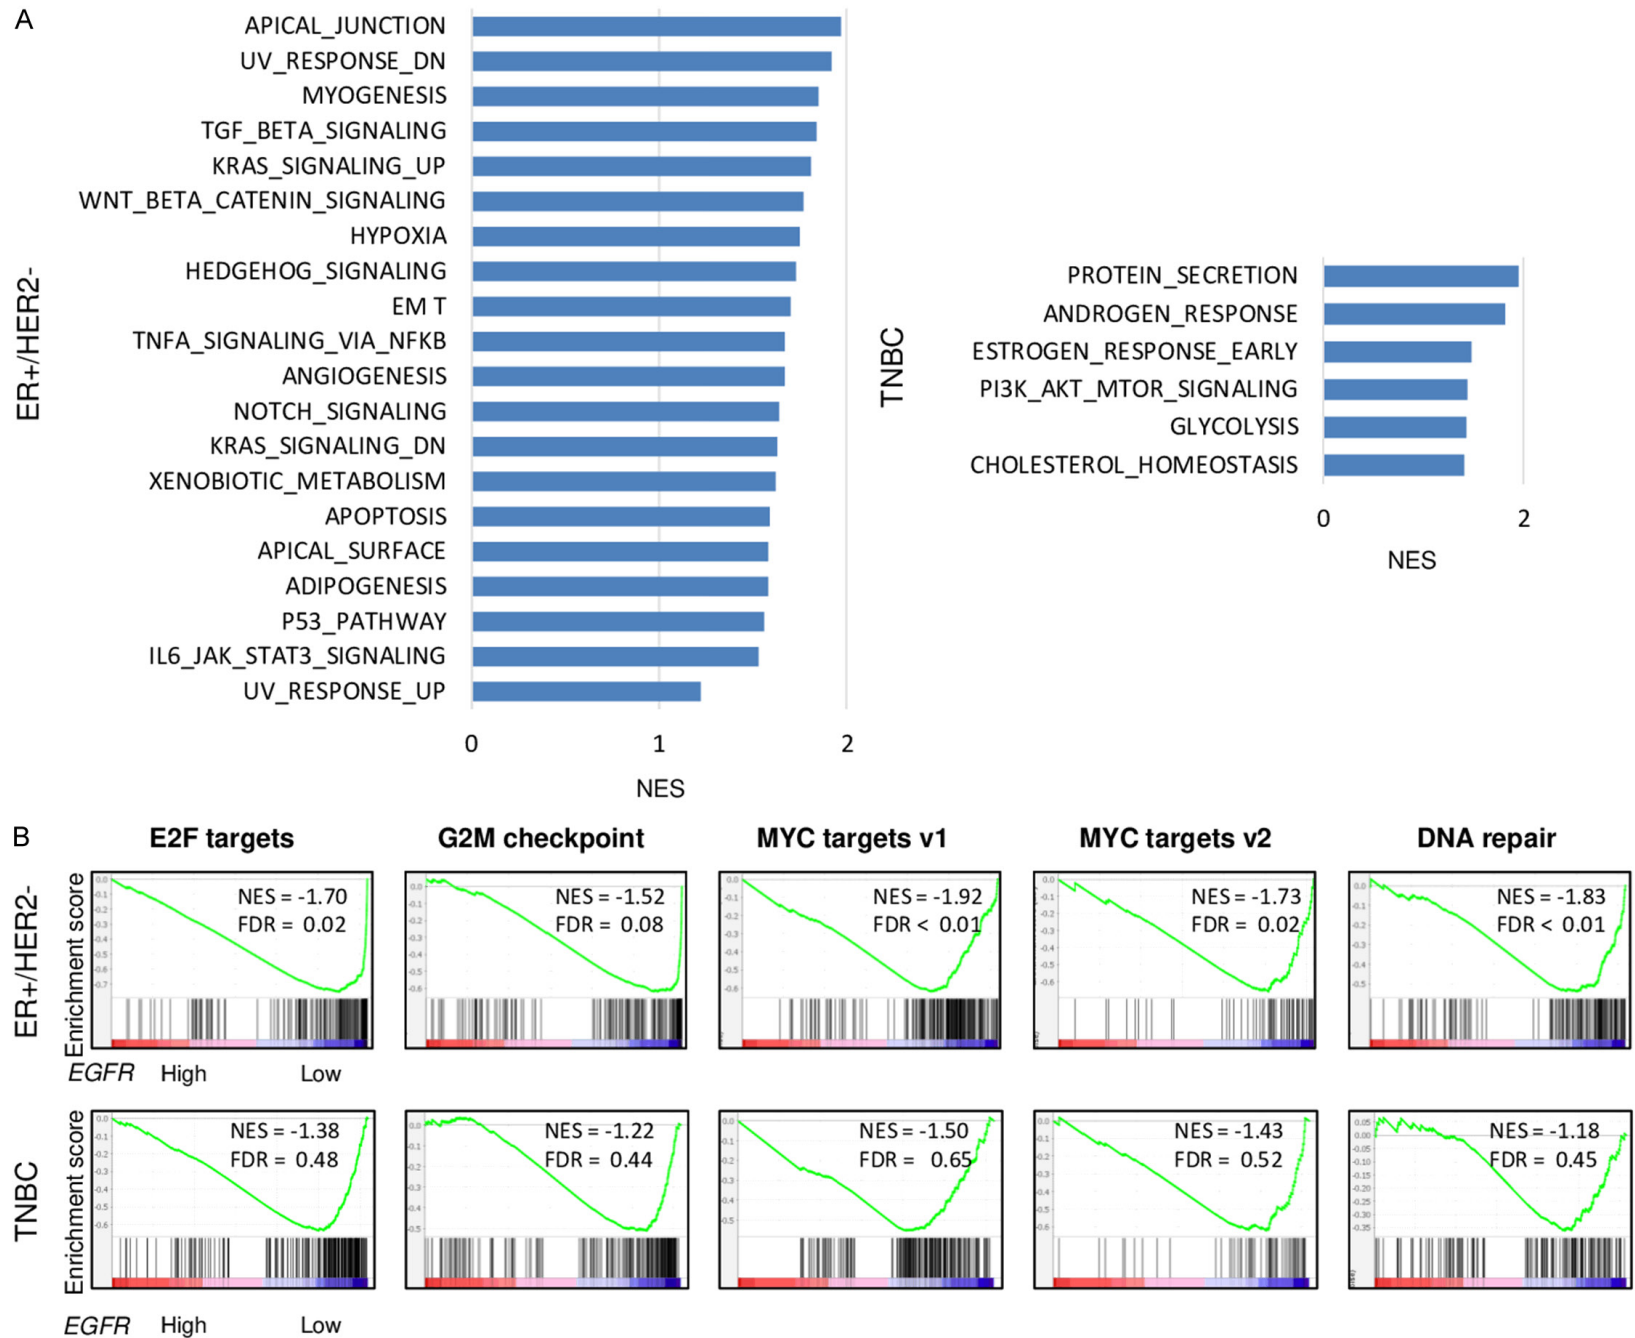 A
ER+/HER2-
APICAL_JUNCTION
UV_RESPONSE_DN
MYOGENESIS
TGF_BETA_SIGNALING
KRAS_SIGNALING_UP
WNT_BETA_CATENIN_SIGNALING
HYPOXIA
HEDGEHOG_SIGNALING
EM T
TNFA_SIGNALING_VIA_NFKB
ANGIOGENESIS
NOTCH_SIGNALING
KRAS_SIGNALING_DN
XENOBIOTIC_METABOLISM
APOPTOSIS
APICAL_SURFACE
ADIPOGENESIS
P53_PATHWAY
IL6_JAK_STAT3_SIGNALING
UV_RESPONSE_UP
0 1 2
NES
TNBC
PROTEIN_SECRETION
ANDROGEN_RESPONSE
ESTROGEN_RESPONSE_EARLY
PI3K_AKT_MTOR_SIGNALING
GLYCOLYSIS
CHOLESTEROL_HOMEOSTASIS
0 2
NES
B
E2F targets G2M checkpoint MYC targets v1 MYC targets v2 DNA repair
ER+/HER2-
Enrichment score
NES = -1.70
FDR = 0.02
NES = -1.52
FDR = 0.08
NES = -1.92
FDR < 0.01
NES = -1.73
FDR = 0.02
NES = -1.83
FDR < 0.01
EGFR High Low
TNBC
Enrichment score
NES = -1.38
FDR = 0.48
NES = -1.22
FDR = 0.44
NES = -1.50
FDR = 0.65
NES = -1.43
FDR = 0.52
NES = -1.18
FDR = 0.45
EGFR High Low